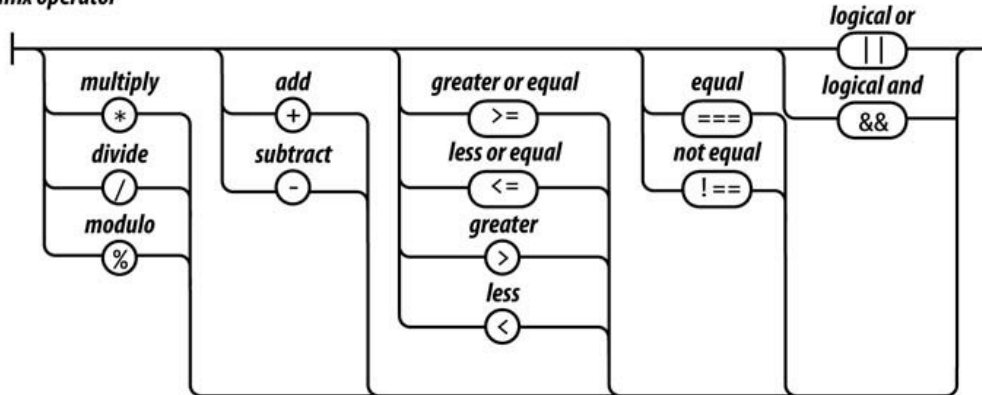 infix operator
logical or
||
multiply add greater or equal equal logical and
* + >= === &&
divide subtract less or equal not equal
/ - <= !==
modulo greater
% >
less
<